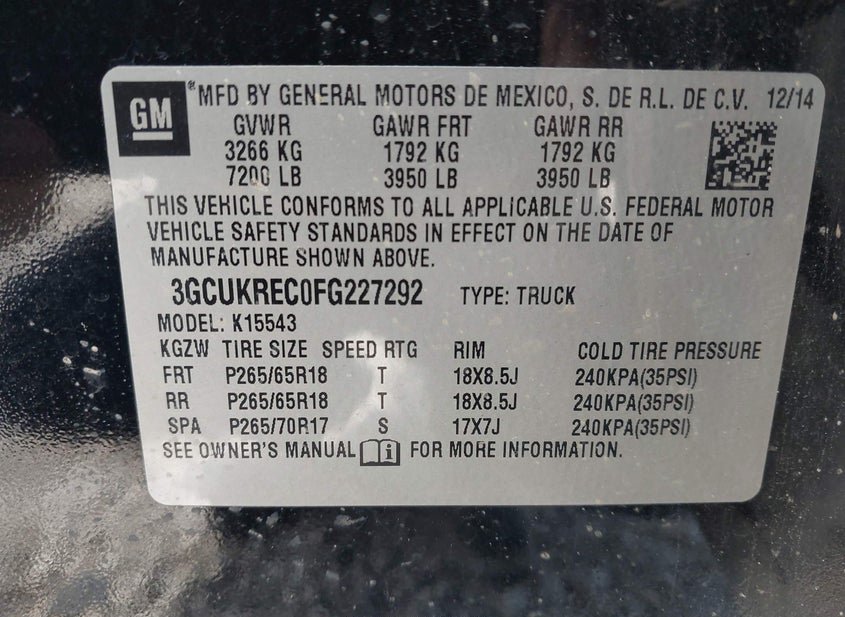 GM ® MFD BY GENERAL MOTORS DE MEXICO, S. DE R.L. DE C.V. 12/14
GVWR GAWR FRT GAWR RR
3266 KG 1792 KG 1792 KG
7200 LB 3950 LB 3950 LB
THIS VEHICLE CONFORMS TO ALL APPLICABLE U.S. FEDERAL MOTOR
VEHICLE SAFETY STANDARDS IN EFFECT ON THE DATE OF
MANUFACTURE SHOWN ABOVE.
3GCUKREC0FG227292 TYPE: TRUCK
MODEL: K15543
KGZW TIRE SIZE SPEED RTG RIM COLD TIRE PRESSURE
FRT P265/65R18 T 18X8.5J 240KPA(35PSI)
RR P265/65R18 T 18X8.5J 240KPA(35PSI)
SPA P265/70R17 S 17X7J 240KPA(35PSI)
SEE OWNER'S MANUAL i FOR MORE INFORMATION.